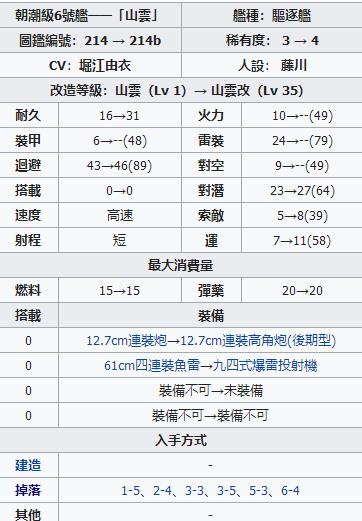 朝潮級6號艦——「山雲」 艦種：驅逐艦
圖鑑編號：214 → 214b 稀有度： 3 → 4
CV：堀江由衣 人設： 藤川
改造等級：山雲（Lv 1）→ 山雲改（Lv 35）
耐久 16→31 火力 10→--(49)
裝甲 6→--(48) 雷裝 24→--(79)
迴避 43→46(89) 對空 9→--(49)
搭載 0→0 對潛 23→27(64)
速度 高速 索敵 5→8(39)
射程 短 運 7→11(58)
最大消費量
燃料 15→15 彈藥 20→20
搭載 裝備
0 12.7cm連裝炮→12.7cm連裝高角炮(後期型)
0 61cm四連裝魚雷→九四式爆雷投射機
0 裝備不可→未裝備
0 裝備不可→裝備不可
入手方式
建造 -
掉落 1-5、2-4、3-3、3-5、5-3、6-4
其他 -